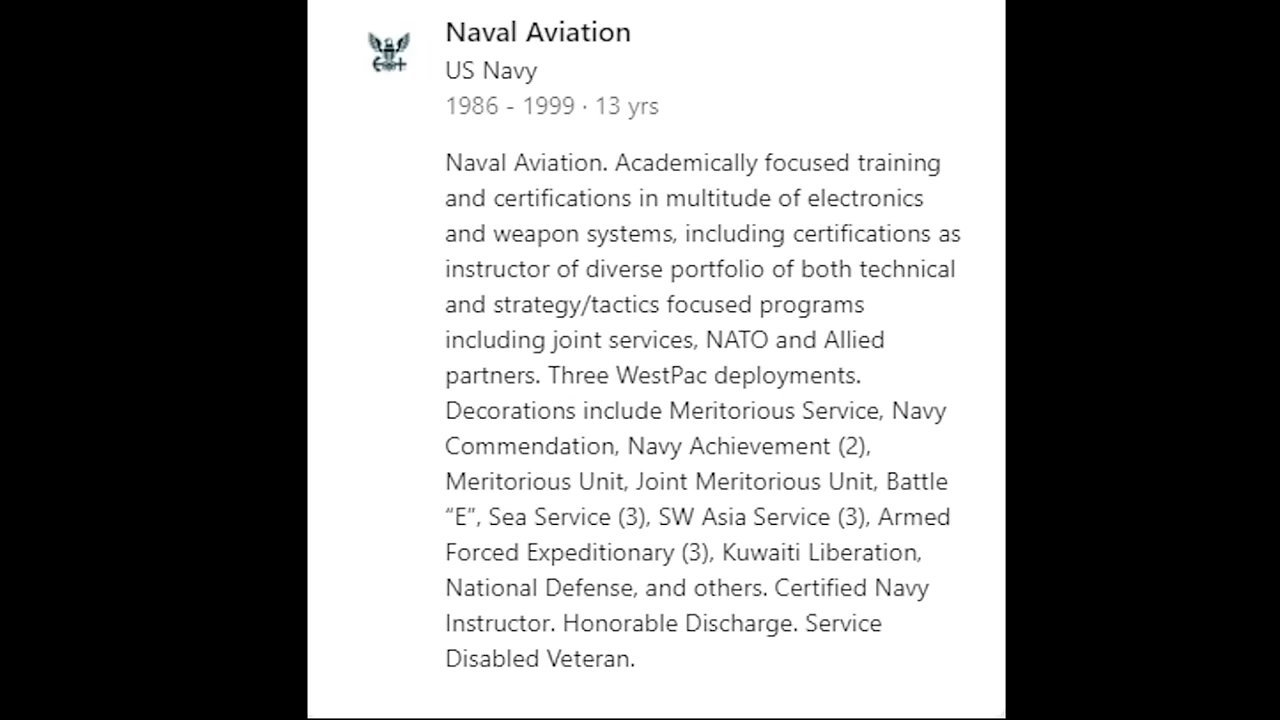 Naval Aviation
US Navy
1986 - 1999 · 13 yrs
Naval Aviation. Academically focused training
and certifications in multitude of electronics
and weapon systems, including certifications as
instructor of diverse portfolio of both technical
and strategy/tactics focused programs
including joint services, NATO and Allied
partners. Three WestPac deployments.
Decorations include Meritorious Service, Navy
Commendation, Navy Achievement (2),
Meritorious Unit, Joint Meritorious Unit, Battle
“E”, Sea Service (3), SW Asia Service (3), Armed
Forced Expeditionary (3), Kuwaiti Liberation,
National Defense, and others. Certified Navy
Instructor. Honorable Discharge. Service
Disabled Veteran.